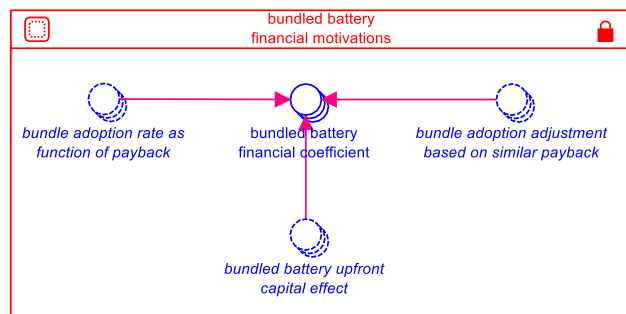 bundled battery
financial motivations
bundle adoption rate as
function of payback
bundled battery
financial coefficient
bundle adoption adjustment
based on similar payback
bundled battery upfront
capital effect